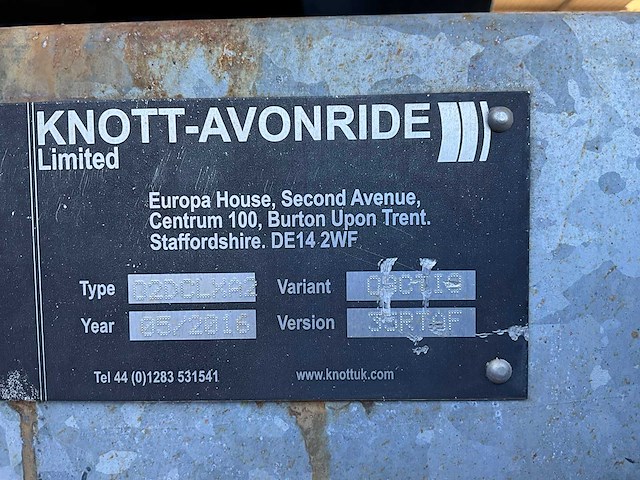 KNOTT-AVONRIDE
Limited
Europa House, Second Avenue,
Centrum 100, Burton Upon Trent.
Staffordshire. DE14 2WF
Type Variant
Year 05/2016 Version
Tel 44 (0)1283 531541
www.knottuk.com